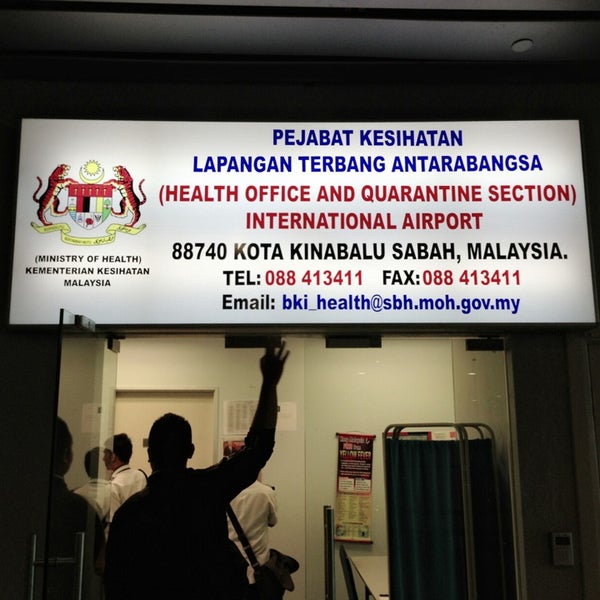 PEJABAT KESIHATAN
LAPANGAN TERBANG ANTARABANGSA
(HEALTH OFFICE AND QUARANTINE SECTION)
INTERNATIONAL AIRPORT
88740 KOTA KINABALU SABAH, MALAYSIA.
TEL: 088 413411 FAX: 088 413411
Email: bki_health@sbh.moh.gov.my
(MINISTRY OF HEALTH)
KEMENTERIAN KESIHATAN
MALAYSIA
YELLOW FEVER